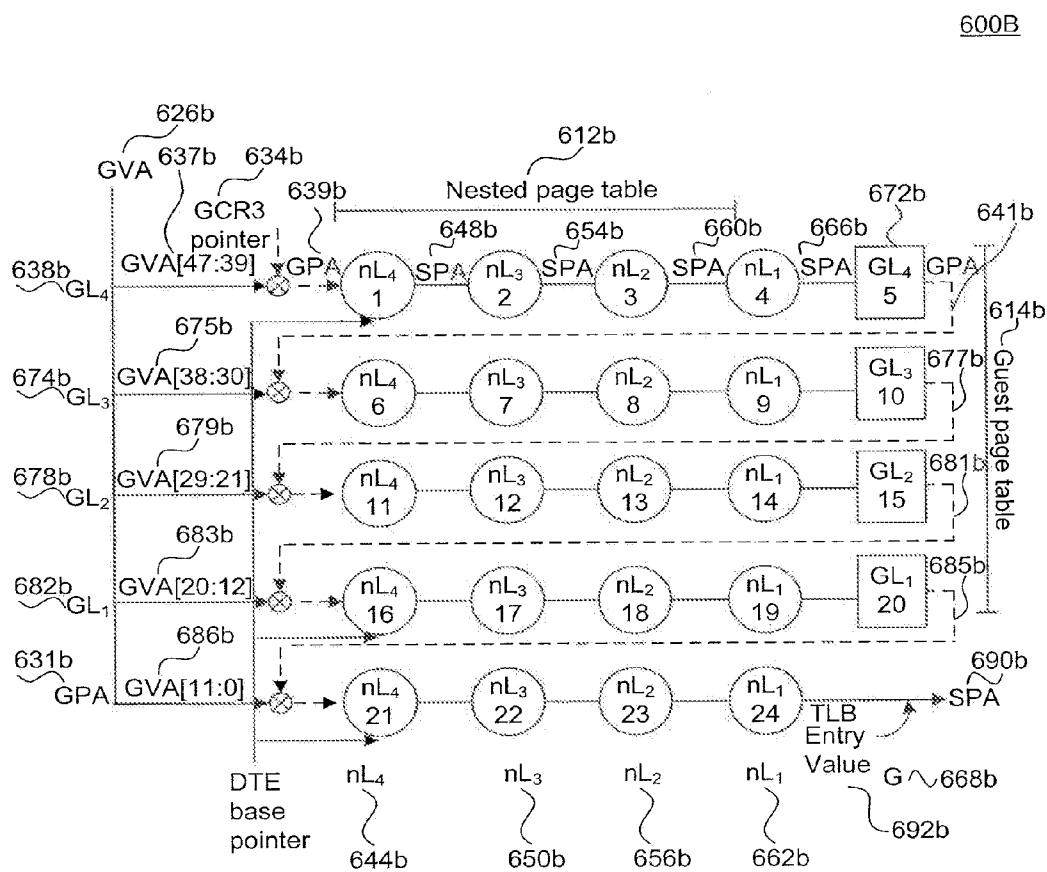 600B
626b
GVA
637b
634b
GCR3
pointer
612b
Nested page table
639b
GPA
648b
SPA
654b
SPA
660b
SPA
666b
SPA
672b
GPA
641b
638b
GL4
GVA[47:39]
nL4
1
nL3
2
nL2
3
nL1
4
GL4
5
614b
Guest page table
675b
674b
GL3
GVA[38:30]
nL4
6
nL3
7
nL2
8
nL1
9
GL3
10
677b
679b
678b
GL2
GVA[29:21]
nL4
11
nL3
12
nL2
13
nL1
14
GL2
15
681b
683b
682b
GL1
GVA[20:12]
nL4
16
nL3
17
nL2
18
nL1
19
GL1
20
685b
686b
631b
GPA
GVA[11:0]
nL4
21
nL3
22
nL2
23
nL1
24
690b
SPA
TLB
Entry
Value
DTE
base
pointer
nL4
nL3
nL2
nL1
G
668b
644b
650b
656b
662b
692b